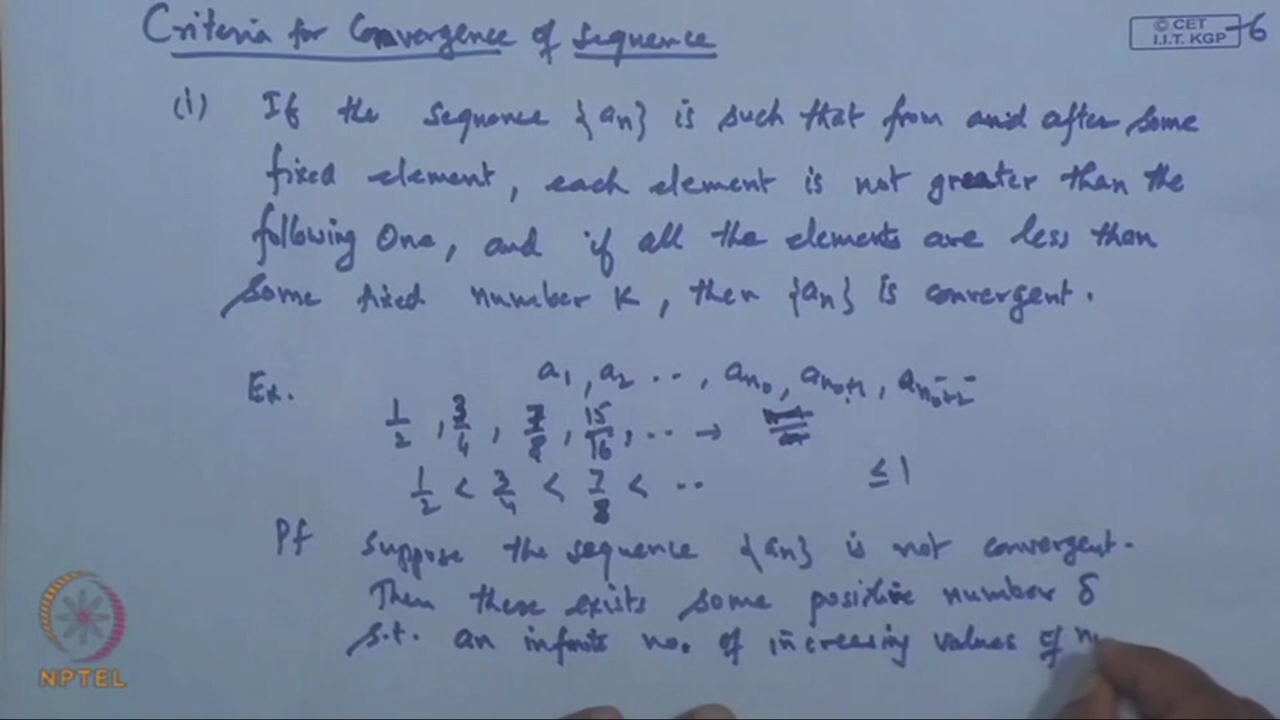 Criteria for Convergence of Sequence
© CET
I.I.T. KGP
-6
(i) If the sequence {an} is such that from and after some
fixed element, each element is not greater than the
following One, and if all the elements are less than
some fixed number K, then {an} is convergent.
Ex. a1, a2 .., an0, an0+1, an0+2 --
1/2, 3/4, 7/8, 15/16, .. →
1/2 < 3/4 < 7/8 < .. ≤ 1
Pf Suppose the sequence {an} is not convergent.
Then there exists some positive number δ
s.t. an infinite no. of increasing values of n
NPTEL